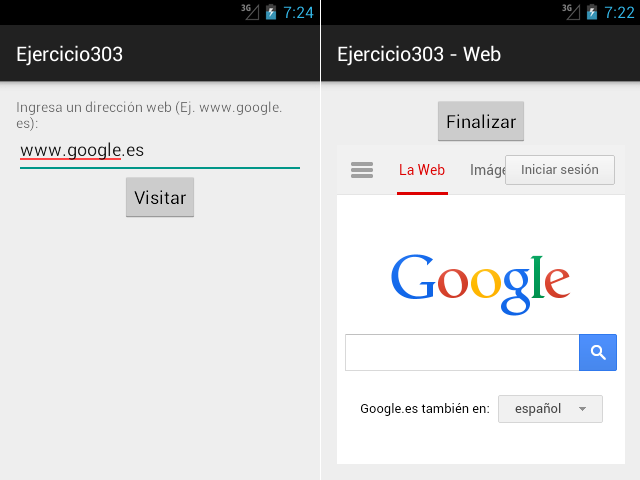 3G 7:24
Ejercicio303
Ingresa un dirección web (Ej. www.google.
es):
www.google.es
Visitar
3G 7:22
Ejercicio303 - Web
Finalizar
La Web Imáge Iniciar sesión
Google
Google.es también en: español